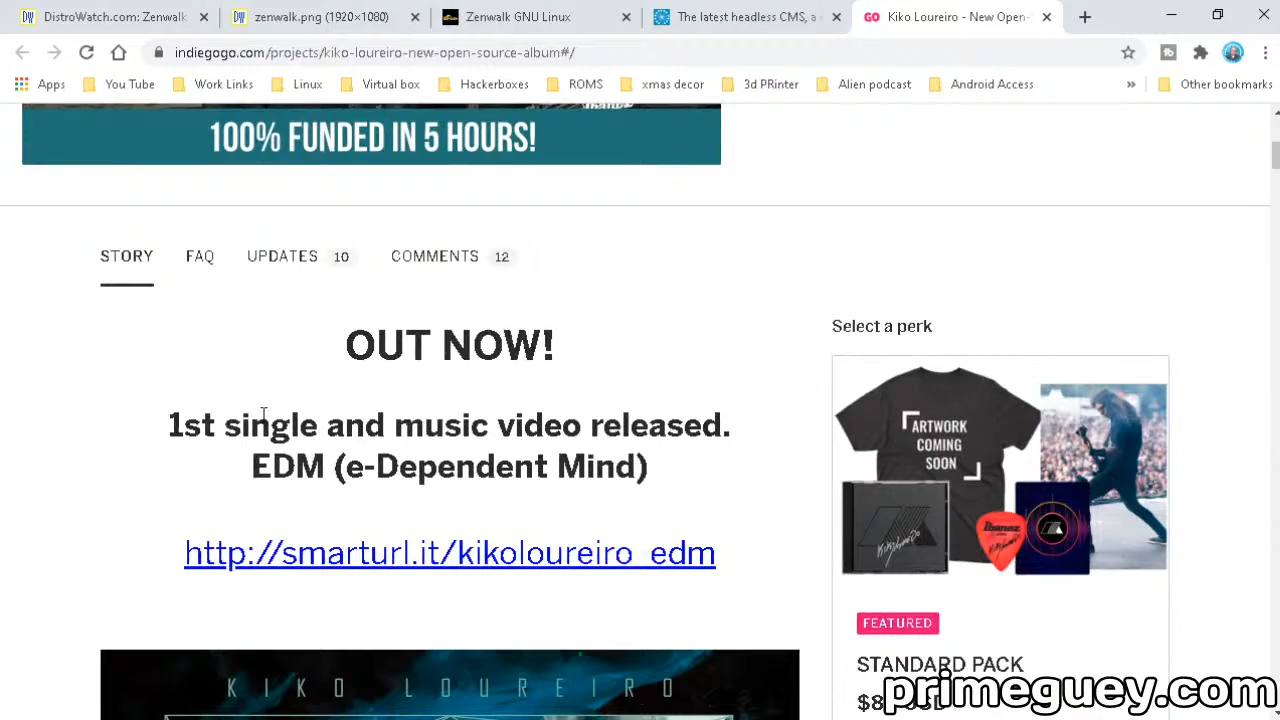 DistroWatch.com: Zenwal
zenwalk.png (1920×1080)
Zenwalk GNU Linux
The latest headless CMS, a
GO Kiko Loureiro - New Open-
indiegogo.com/projects/kiko-loureiro-new-open-source-album#/
Apps
You Tube
Work Links
Linux
Virtual box
Hackerboxes
ROMS
xmas decor
3d PRinter
Alien podcast
Android Access
»
Other bookmarks
100% FUNDED IN 5 HOURS!
STORY
FAQ
UPDATES 10
COMMENTS 12
OUT NOW!
1st single and music video released.
EDM (e-Dependent Mind)
http://smarturl.it/kikoloureiro_edm
KIKO LOUREIRO
Select a perk
ARTWORK
COMING
SOON
Ibanez
FEATURED
STANDARD PACK
primeguey.com